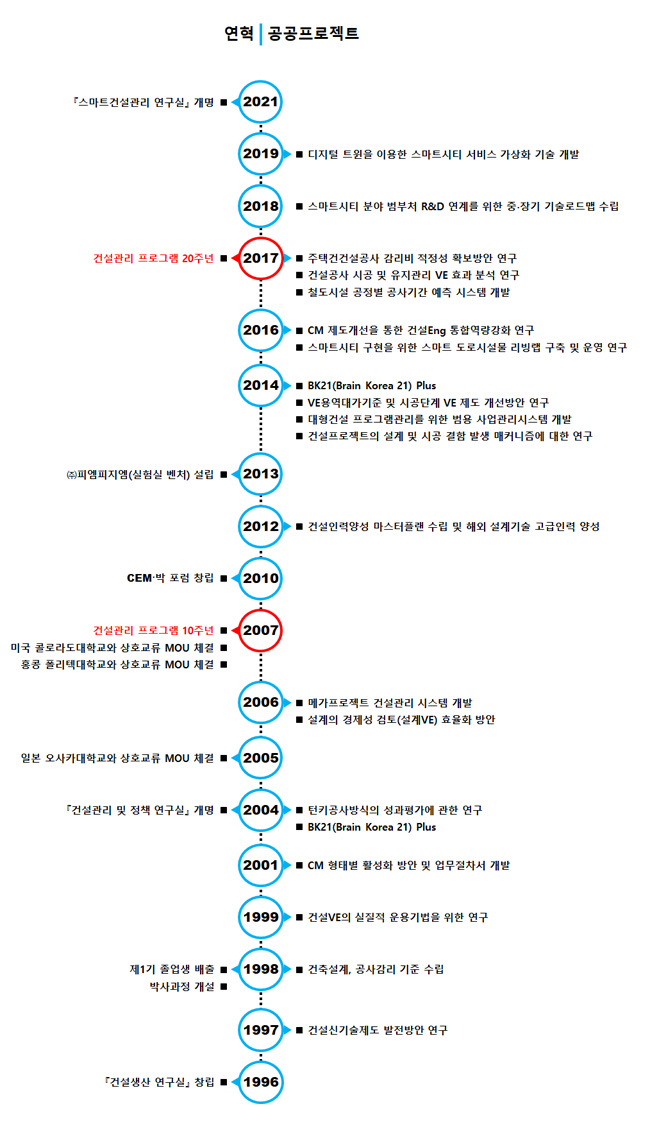 연혁 공공프로젝트
『스마트건설관리 연구실』 개명 ■ 2021
2019 ■ 디지털 트윈을 이용한 스마트시티 서비스 가상화 기술 개발
2018 ■ 스마트시티 분야 범부처 R&D 연계를 위한 중·장기 기술로드맵 수립
건설관리 프로그램 20주년 ■ 2017 ■ 주택건건설공사 감리비 적정성 확보방안 연구
■ 건설공사 시공 및 유지관리 VE 효과 분석 연구
■ 철도시설 공정별 공사기간 예측 시스템 개발
2016 ■ CM 제도개선을 통한 건설Eng 통합역량강화 연구
■ 스마트시티 구현을 위한 스마트 도로시설물 리빙랩 구축 및 운영 연구
2014 ■ BK21(Brain Korea 21) Plus
■ VE용역대가기준 및 시공단계 VE 제도 개선방안 연구
■ 대형건설 프로그램관리를 위한 범용 사업관리시스템 개발
■ 건설프로젝트의 설계 및 시공 결함 발생 매커니즘에 대한 연구
㈜피엠피지엠(실험실 벤처) 설립 ■ 2013
2012 ■ 건설인력양성 마스터플랜 수립 및 해외 설계기술 고급인력 양성
CEM·박 포럼 창립 ■ 2010
건설관리 프로그램 10주년 ■ 2007
미국 콜로라도대학교와 상호교류 MOU 체결 ■
홍콩 폴리텍대학교와 상호교류 MOU 체결 ■
2006 ■ 메가프로젝트 건설관리 시스템 개발
■ 설계의 경제성 검토(설계VE) 효율화 방안
일본 오사카대학교와 상호교류 MOU 체결 ■ 2005
『건설관리 및 정책 연구실』 개명 ■ 2004 ■ 턴키공사방식의 성과평가에 관한 연구
■ BK21(Brain Korea 21) Plus
2001 ■ CM 형태별 활성화 방안 및 업무절차서 개발
1999 ■ 건설VE의 실질적 운용기법을 위한 연구
제1기 졸업생 배출 ■ 1998 ■ 건축설계, 공사감리 기준 수립
박사과정 개설 ■
1997 ■ 건설신기술제도 발전방안 연구
『건설생산 연구실』 창립 ■ 1996